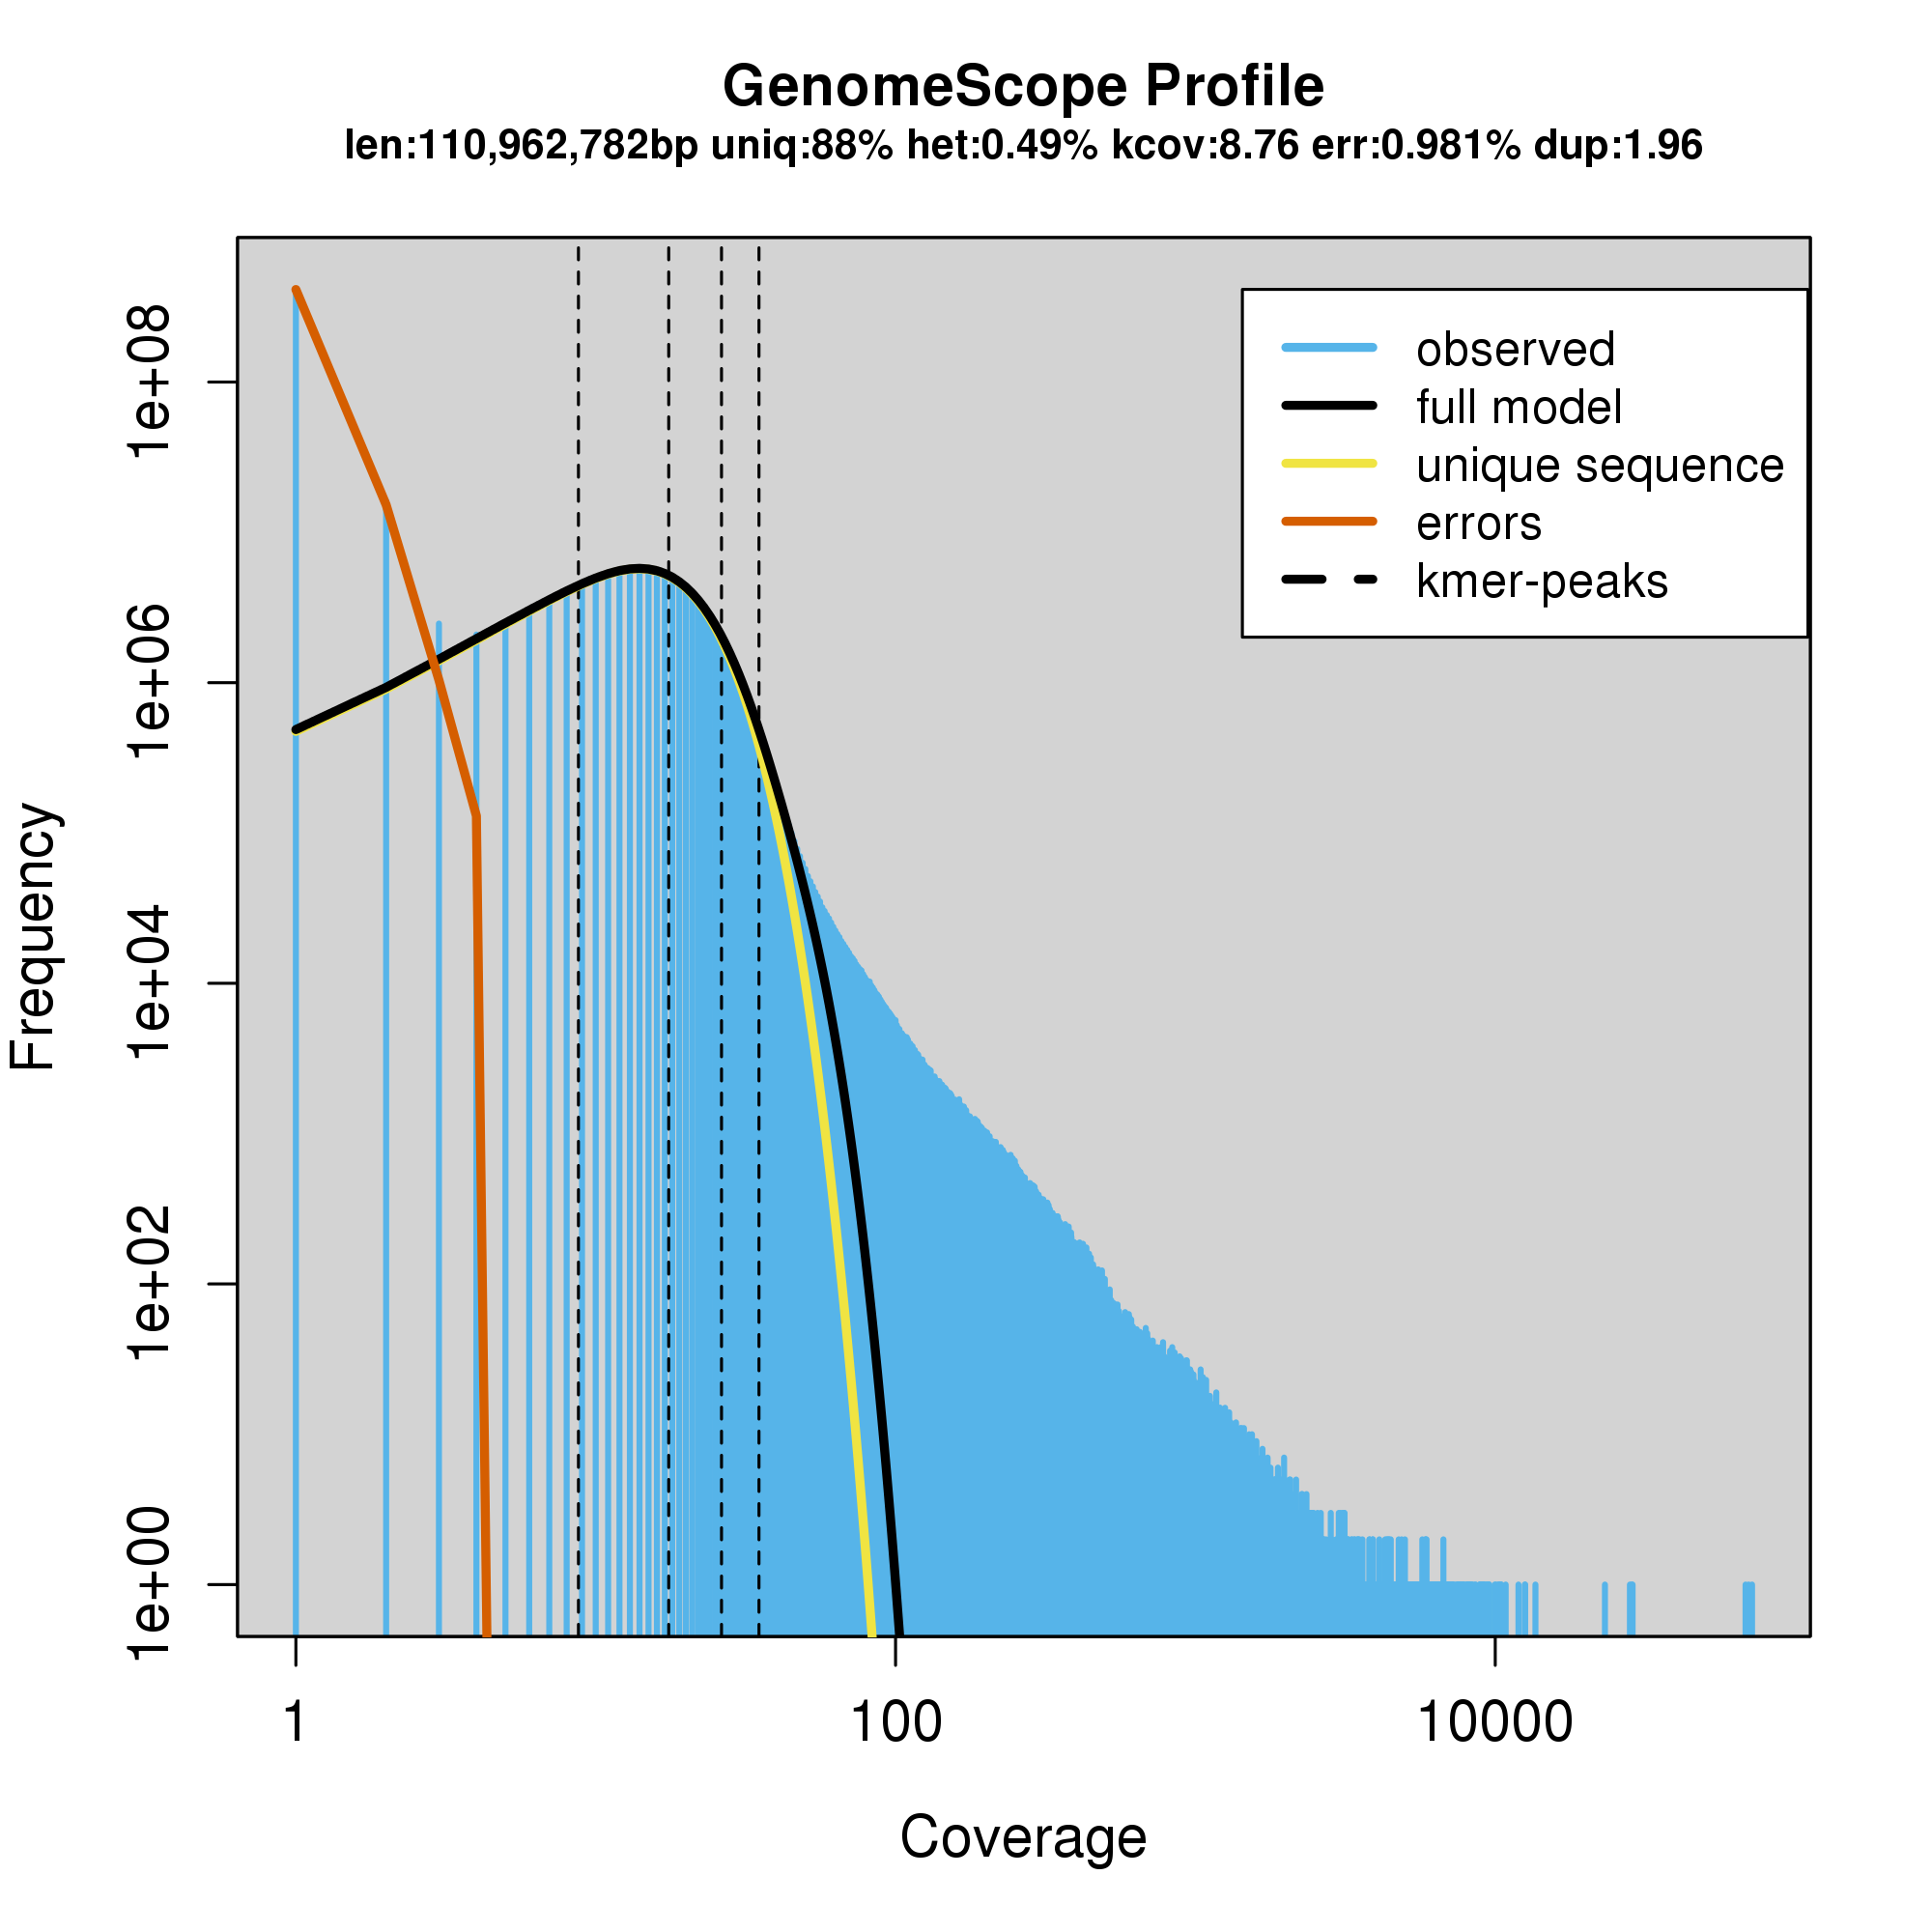 GenomeScope Profile
len:110,962,782bp uniq:88% het:0.49% kcov:8.76 err:0.981% dup:1.96
observed
full model
unique sequence
errors
kmer-peaks
Frequency
1e+08
1e+06
1e+04
1e+02
1e+00
1 100 10000
Coverage